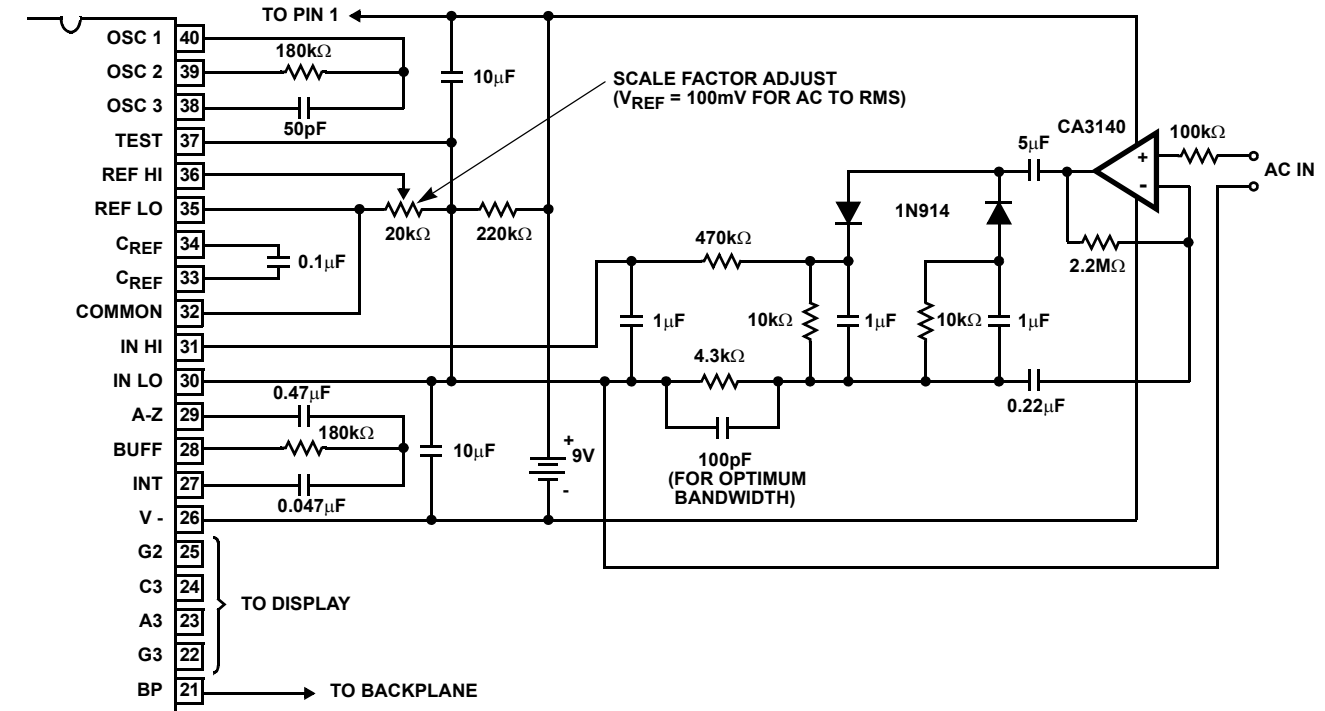 TO PIN 1
OSC 1 40
180kΩ
OSC 2 39
10μF
SCALE FACTOR ADJUST
(VREF = 100mV FOR AC TO RMS)
OSC 3 38
50pF
TEST 37
CA3140
100kΩ
5μF
+
-
AC IN
REF HI 36
REF LO 35
20kΩ
220kΩ
1N914
CREF 34
0.1μF
CREF 33
470kΩ
2.2MΩ
COMMON 32
1μF
10kΩ
1μF
10kΩ
1μF
IN HI 31
4.3kΩ
IN LO 30
0.47μF
0.22μF
A-Z 29
180kΩ
BUFF 28
10μF
+
9V
-
100pF
(FOR OPTIMUM
BANDWIDTH)
INT 27
0.047μF
V - 26
G2 25
C3 24
TO DISPLAY
A3 23
G3 22
BP 21
TO BACKPLANE